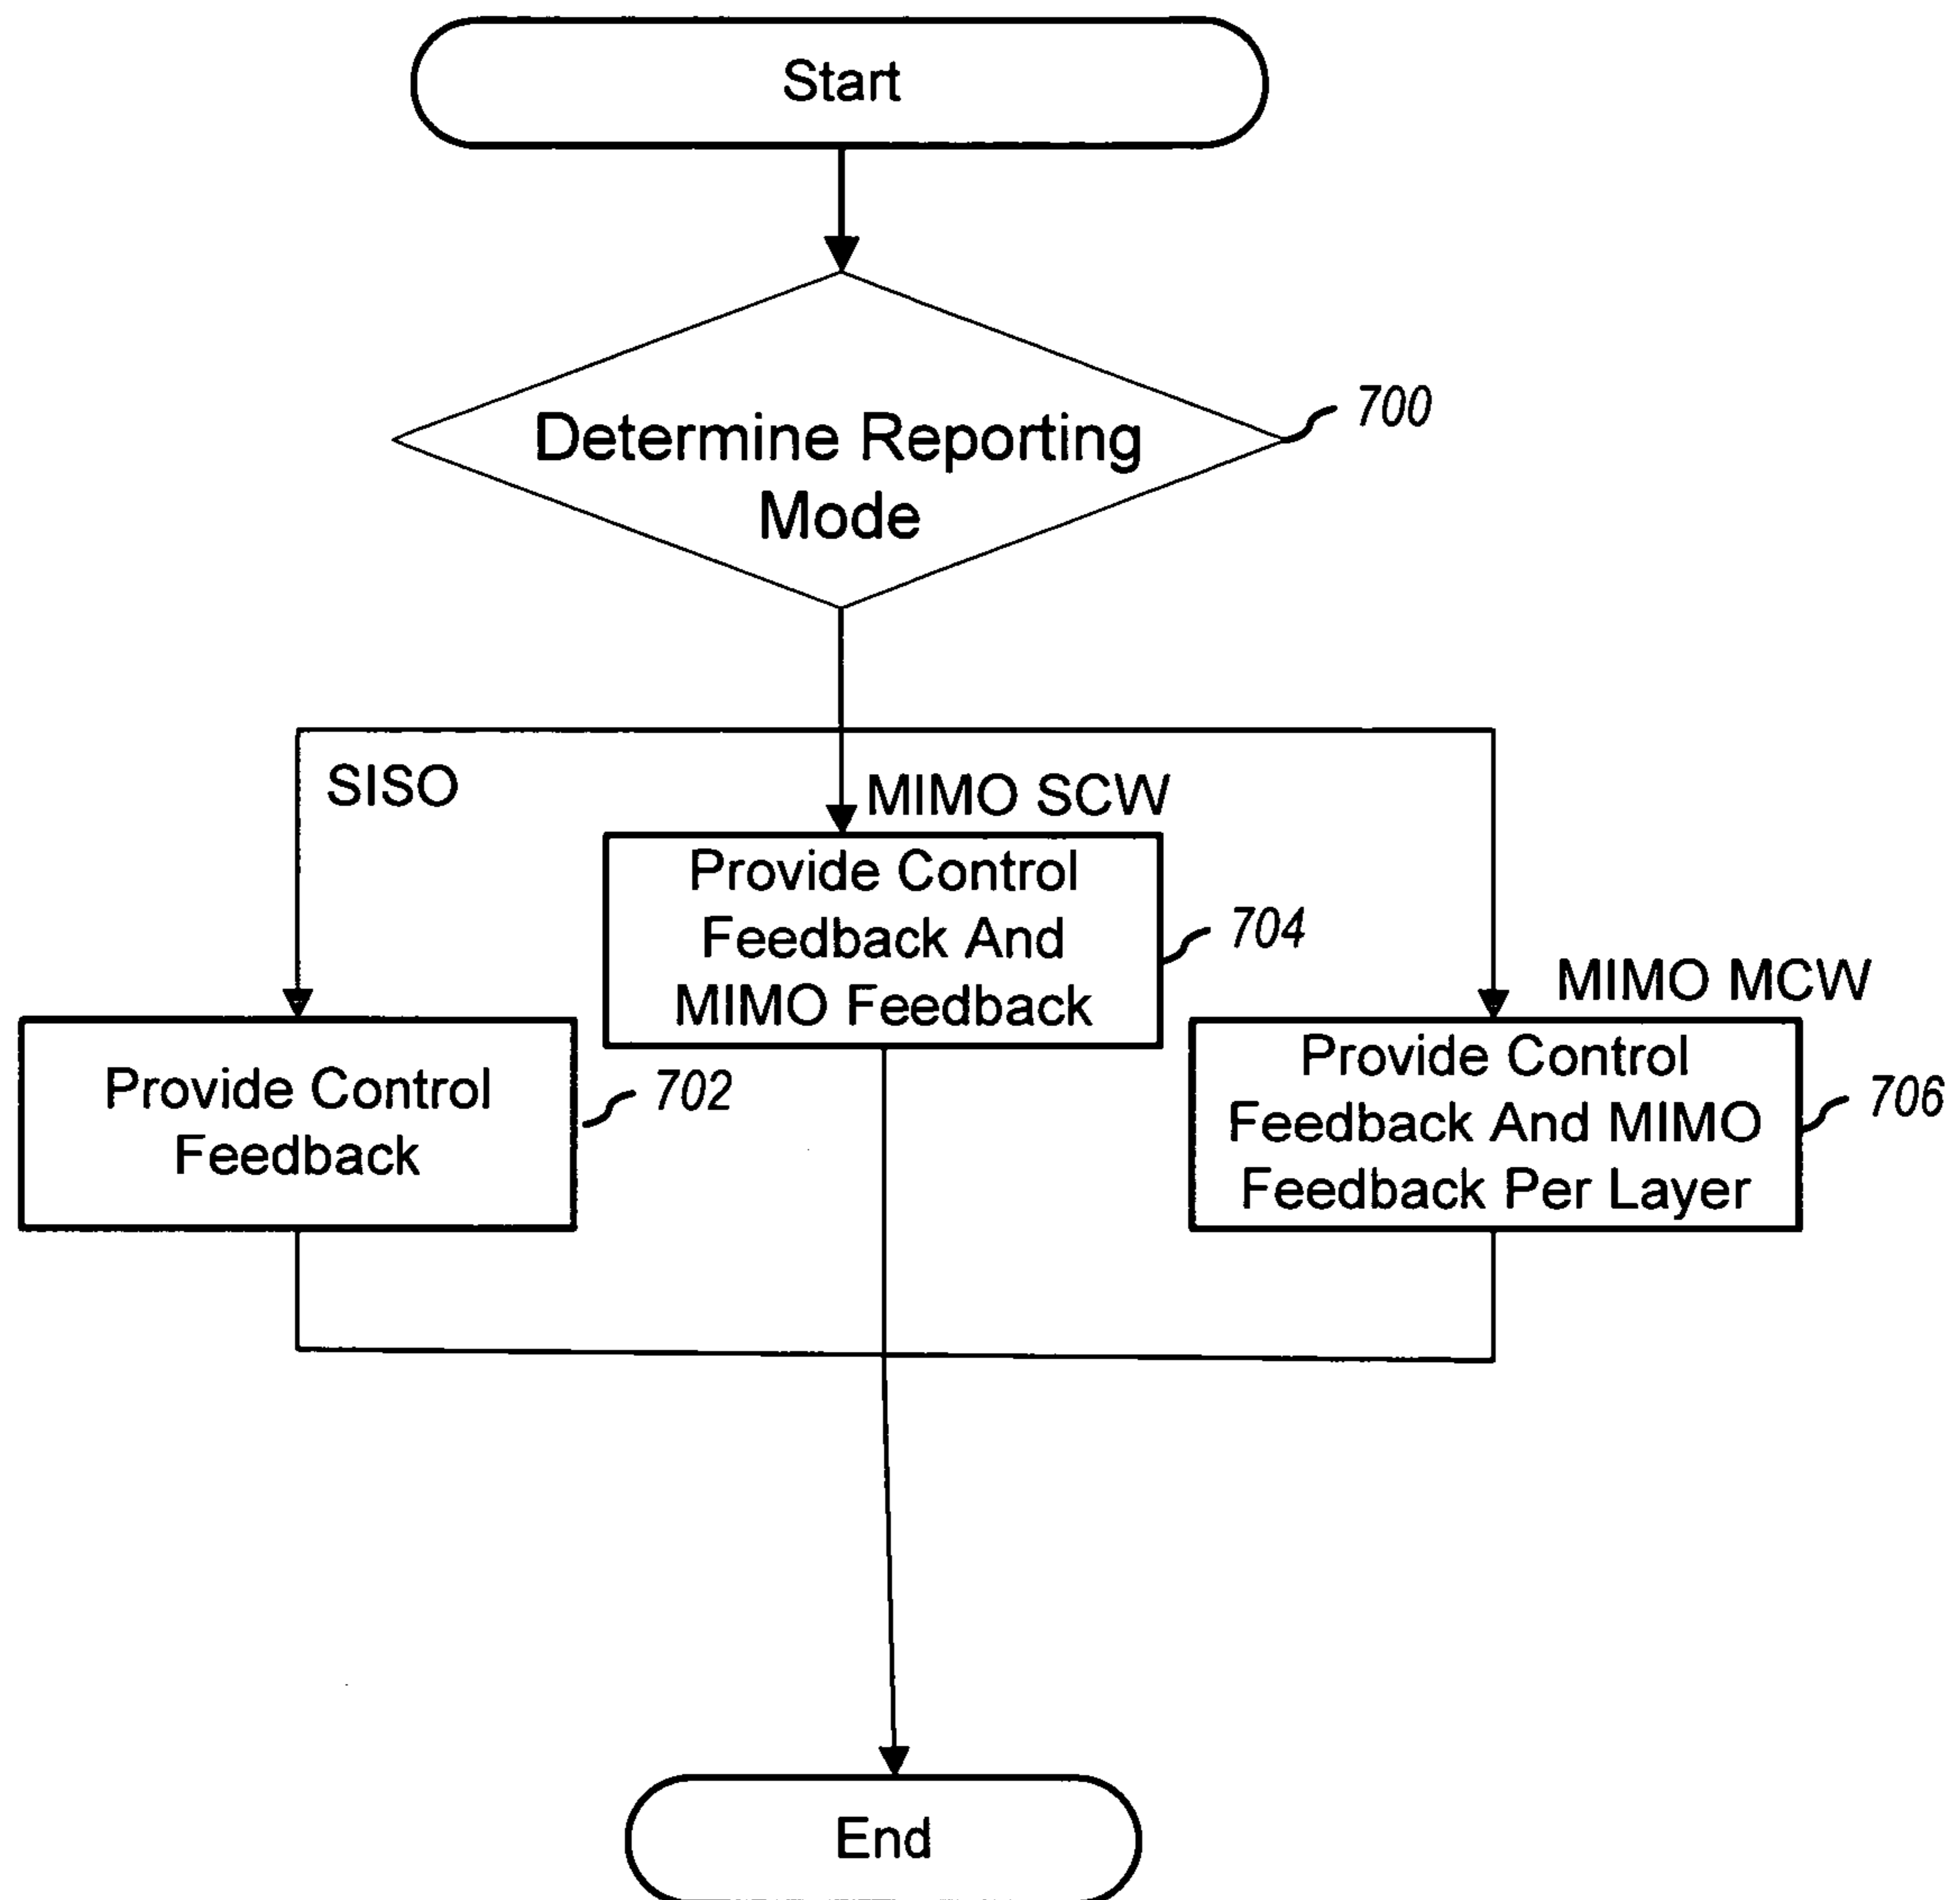 Start
Determine Reporting
Mode
700
SISO
MIMO SCW
Provide Control
Feedback And
MIMO Feedback
704
MIMO MCW
Provide Control
Feedback
702
Provide Control
Feedback And MIMO
Feedback Per Layer
706
End